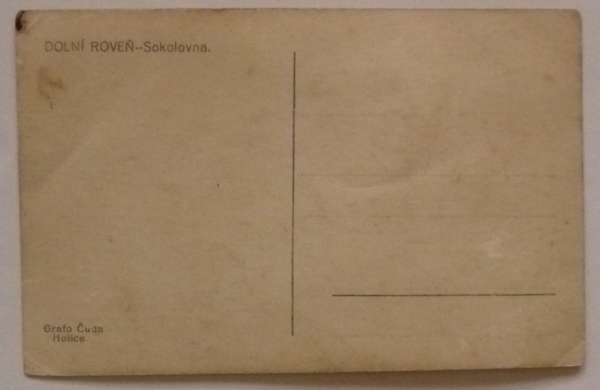 DOLNÍ ROVEŇ--Sokolovna.
Grafo Čuda
Holice.